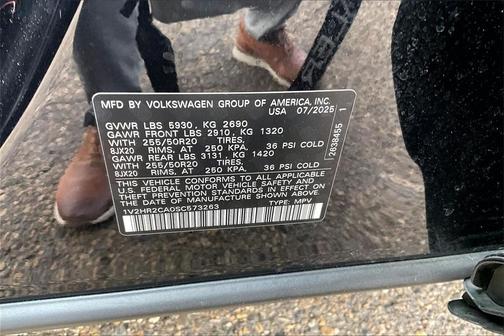 MFD BY VOLKSWAGEN GROUP OF AMERICA, INC.
USA 07/2025
GVWR LBS 5930, KG 2690
GAWR FRONT LBS 2910, KG 1320
WITH 255/50R20 TIRES.
8JX20 RIMS. AT 250 KPA. 36 PSI COLD
GAWR REAR LBS 3131, KG 1420
WITH 255/50R20 TIRES.
8JX20 RIMS. AT 250 KPA. 36 PSI COLD
THIS VEHICLE CONFORMS TO ALL APPLICABLE
U.S. FEDERAL MOTOR VEHICLE SAFETY AND
THEFT PREVENTION STANDARDS IN EFFECT ON
THE DATE OF MANUFACTURE SHOWN ABOVE.
1V2HR2CA0SC573263 TYPE: MPV
2638455 1